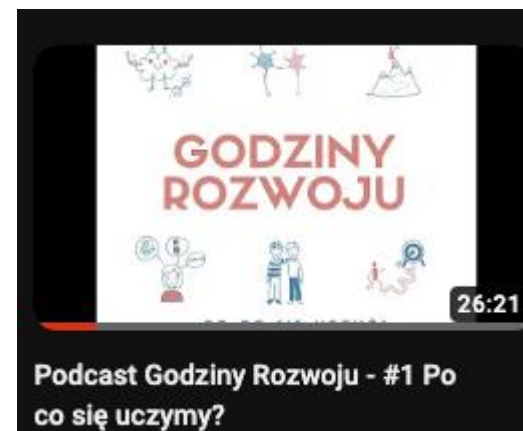 GODZINY
ROZWOJU
26:21
Podcast Godziny Rozwoju - #1 Po
co się uczymy?